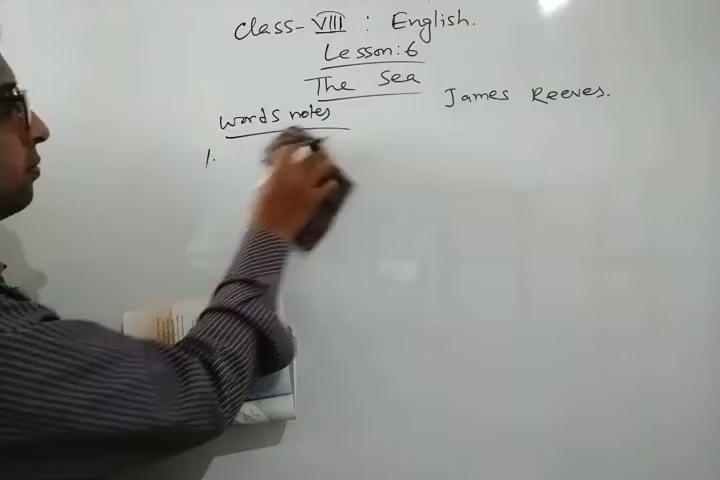 Class- VIII : English.
Lesson: 6
The Sea
James Reeves.
words notes
1.